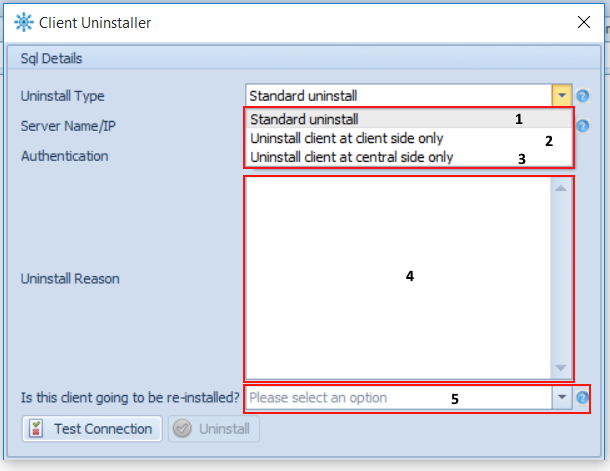 Client Uninstaller
Sql Details
Uninstall Type
Standard uninstall
Server Name/IP
Standard uninstall 1
Uninstall client at client side only 2
Authentication
Uninstall client at central side only 3
Uninstall Reason
4
Is this client going to be re-installed? Please select an option 5
Test Connection
Uninstall